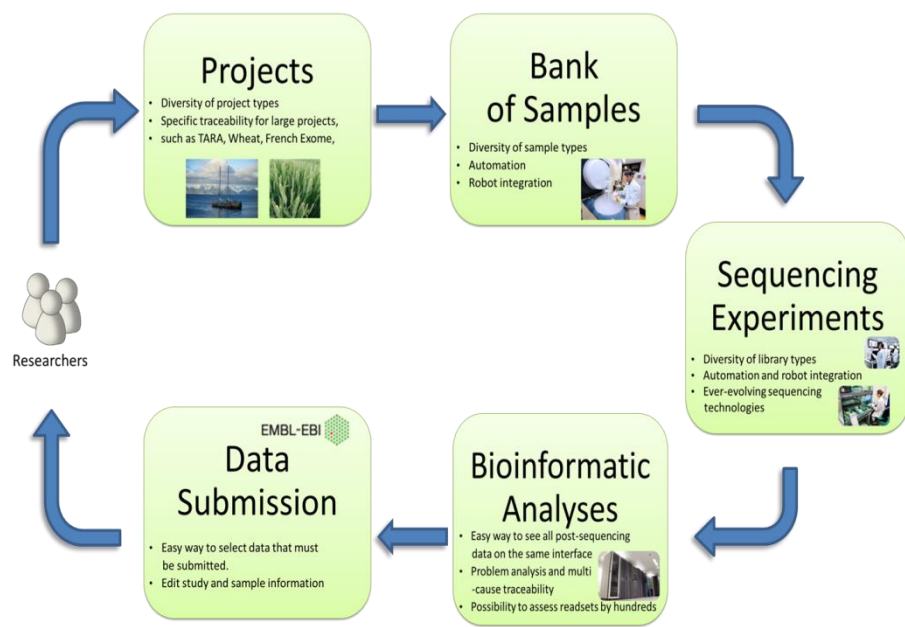 Projects
• Diversity of project types
• Specific traceability for large projects,
• such as TARA, Wheat, French Exome,
Bank
of Samples
• Diversity of sample types
• Automation
• Robot integration
Sequencing
Experiments
• Diversity of library types
• Automation and robot integration
• Ever-evolving sequencing
technologies
Bioinformatic
Analyses
• Easy way to see all post-sequencing
data on the same interface
• Problem analysis and multi
-cause traceability
• Possibility to assess readsets by hundreds
EMBL-EBI
Data
Submission
• Easy way to select data that must
be submitted.
• Edit study and sample information
Researchers